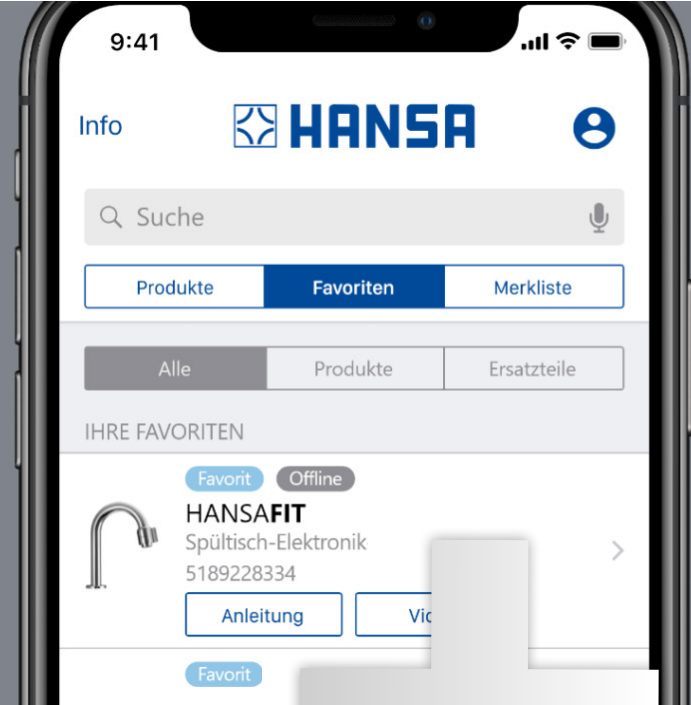 9:41
Info HANSA
Suche
Produkte Favoriten Merkliste
Alle Produkte Ersatzteile
IHRE FAVORITEN
Favorit Offline
HANSAFIT
Spültisch-Elektronik
5189228334
Anleitung
Favorit